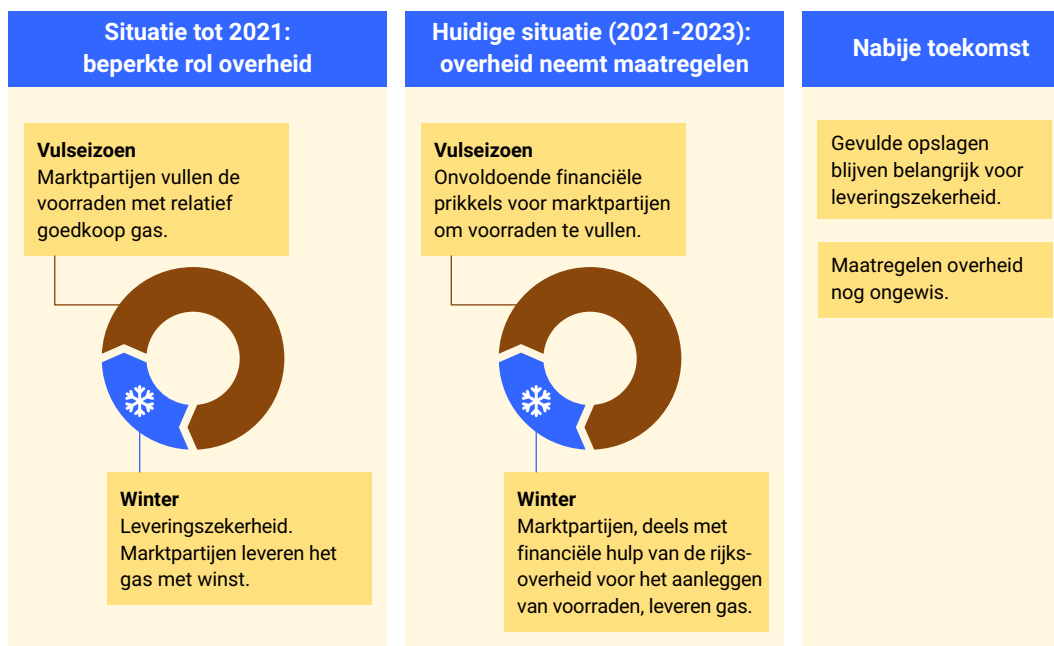 Situatie tot 2021:
beperkte rol overheid
Vulseizoen
Marktpartijen vullen de
voorraden met relatief
goedkoop gas.
Winter
Leveringszekerheid.
Marktpartijen leveren het
gas met winst.
Huidige situatie (2021-2023):
overheid neemt maatregelen
Vulseizoen
Onvoldoende financiële
prikkels voor marktpartijen
om voorraden te vullen.
Winter
Marktpartijen, deels met
financiële hulp van de rijks-
overheid voor het aanleggen
van voorraden, leveren gas.
Nabije toekomst
Gevulde opslagen
blijven belangrijk voor
leveringszekerheid.
Maatregelen overheid
nog ongewis.